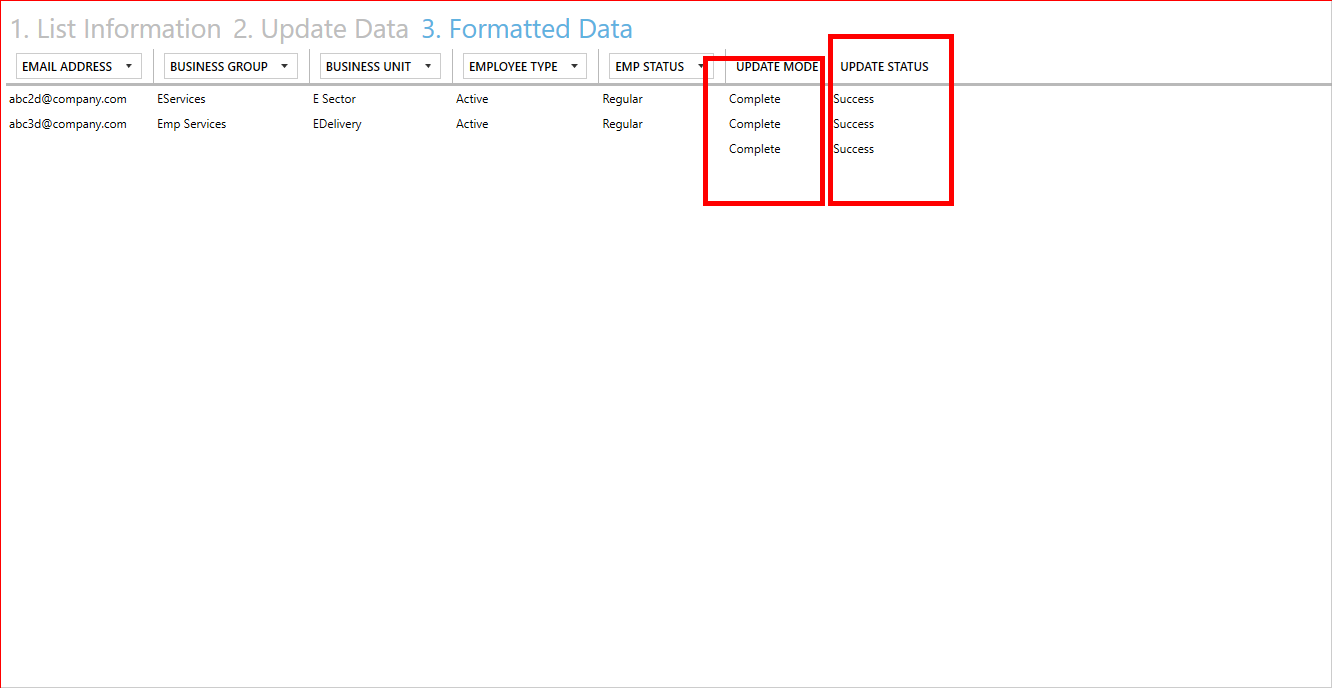 1. List Information 2. Update Data 3. Formatted Data
EMAIL ADDRESS BUSINESS GROUP BUSINESS UNIT EMPLOYEE TYPE EMP STATUS UPDATE MODE UPDATE STATUS
abc2d@company.com EServices E Sector Active Regular Complete Success
abc3d@company.com Emp Services EDelivery Active Regular Complete Success
Complete Success